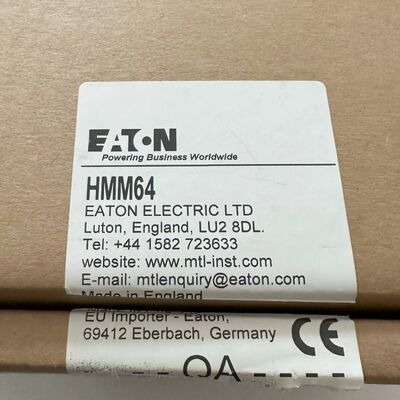 EATON
Powering Business Worldwide
HMM64
EATON ELECTRIC LTD
Luton, England, LU2 8DL.
Tel: +44 1582 723633
website: www.mtl-inst.com
E-mail: mtlenquiry@eaton.com
Made in England
EU Importer - Eaton,
69412 Eberbach, Germany
CE
QA